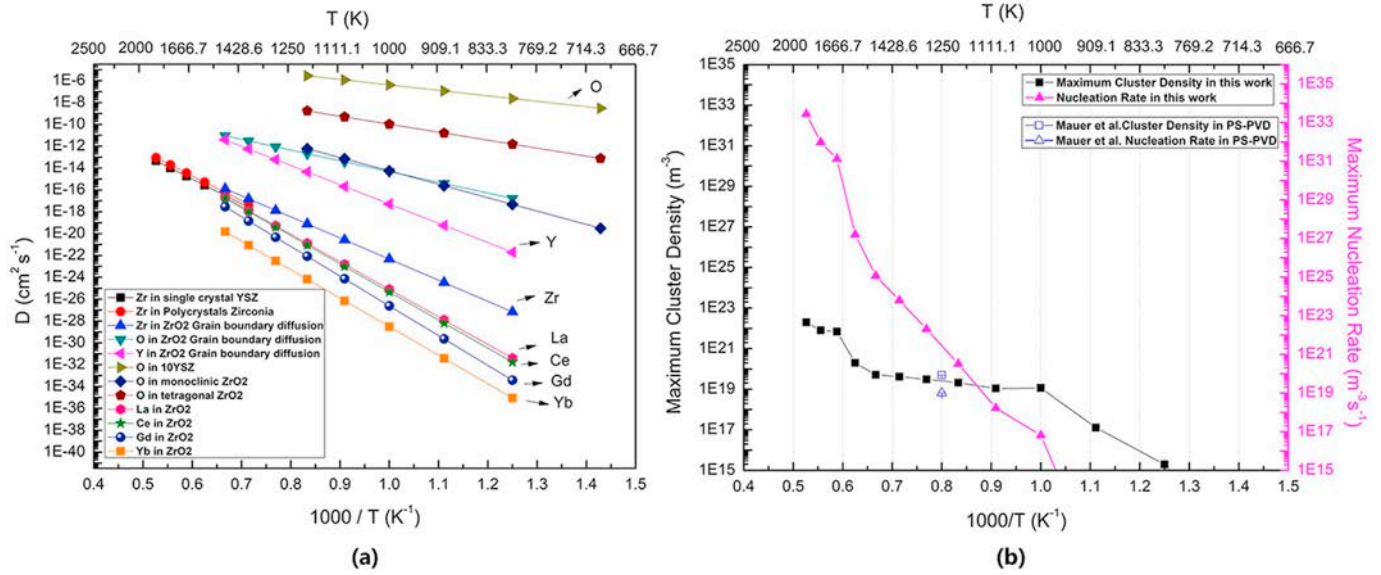 (a)
T (K)
2500 2000 1666.7 1428.6 1250 1111.1 1000 909.1 833.3 769.2 714.3 666.7
1E-6
1E-8
1E-10
1E-12
1E-14
1E-16
1E-18
1E-20
1E-22
1E-24
1E-26
1E-28
1E-30
1E-32
1E-34
1E-36
1E-38
1E-40
D (cm² s⁻¹)
O
Y
Zr
La
Ce
Gd
Yb
Zr in single crystal YSZ
Zr in Polycrystals Zirconia
Zr in ZrO2 Grain boundary diffusion
O in ZrO2 Grain boundary diffusion
Y in ZrO2 Grain boundary diffusion
O in 10YSZ
O in monoclinic ZrO2
O in tetragonal ZrO2
La in ZrO2
Ce in ZrO2
Gd in ZrO2
Yb in ZrO2
0.4 0.5 0.6 0.7 0.8 0.9 1.0 1.1 1.2 1.3 1.4 1.5
1000 / T (K⁻¹)
(a)
(b)
T (K)
2500 2000 1666.7 1428.6 1250 1111.1 1000 909.1 833.3 769.2 714.3 666.7
1E35
1E33
1E31
1E29
1E27
1E25
1E23
1E21
1E19
1E17
1E15
Maximum Cluster Density (m⁻³)
Maximum Cluster Density in this work
Nucleation Rate in this work
Mauer et al.Cluster Density in PS-PVD
Mauer et al. Nucleation Rate in PS-PVD
1E35
1E33
1E31
1E29
1E27
1E25
1E23
1E21
1E19
1E17
1E15
Maximum Nucleation Rate (m⁻³s⁻¹)
0.4 0.5 0.6 0.7 0.8 0.9 1.0 1.1 1.2 1.3 1.4 1.5
1000/T (K⁻¹)
(b)